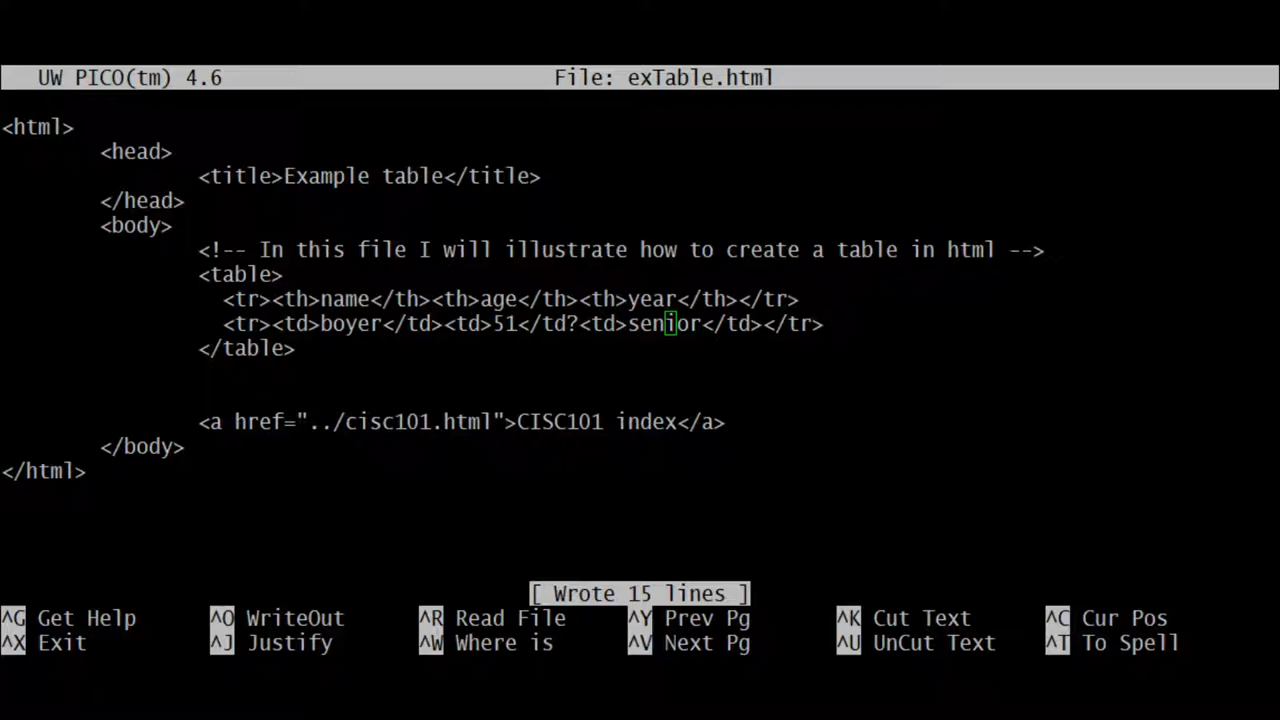 UW PICO(tm) 4.6 File: exTable.html
<html>
<head>
<title>Example table</title>
</head>
<body>
<!-- In this file I will illustrate how to create a table in html -->
<table>
<tr><th>name</th><th>age</th><th>year</th></tr>
<tr><td>boyer</td><td>51</td?<td>senior</td></tr>
</table>
<a href="../cisc101.html">CISC101 index</a>
</body>
</html>
[ Wrote 15 lines ]
^G Get Help ^O WriteOut ^R Read File ^Y Prev Pg ^K Cut Text ^C Cur Pos
^X Exit ^J Justify ^W Where is ^V Next Pg ^U UnCut Text ^T To Spell